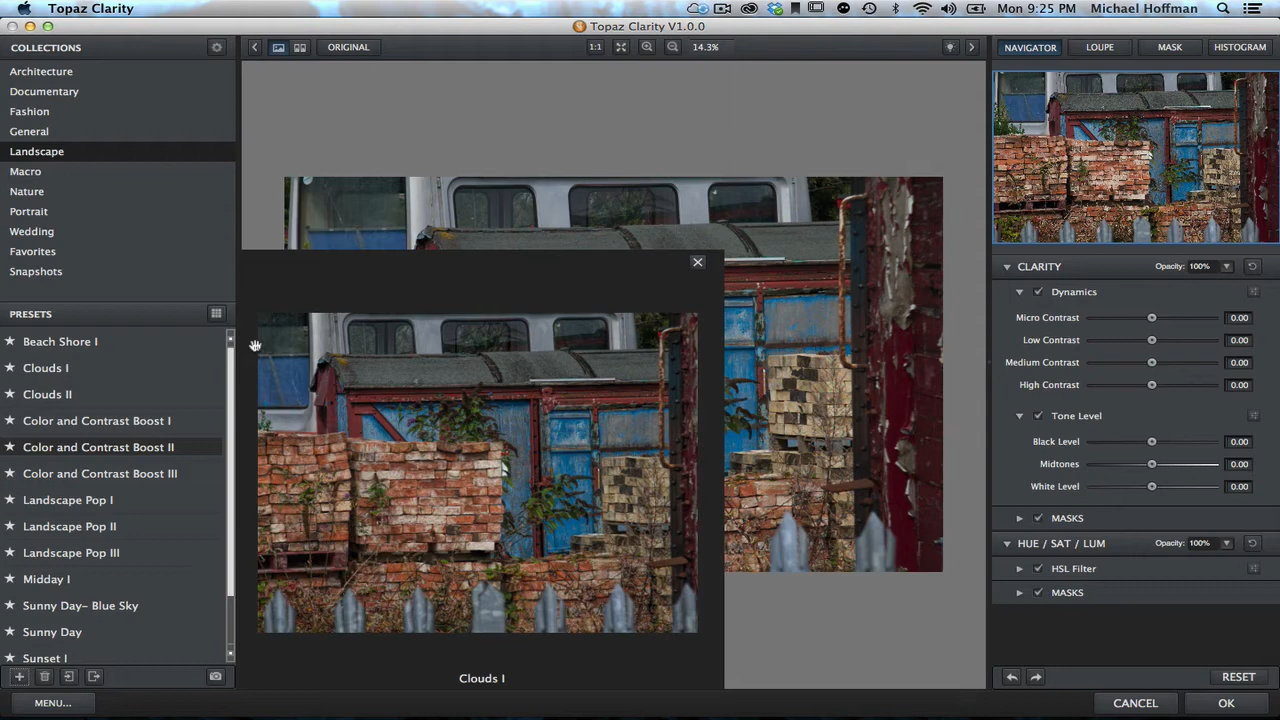 Topaz Clarity
Mon 9:25 PM Michael Hoffman
Topaz Clarity V1.0.0
COLLECTIONS
ORIGINAL
1:1
14.3%
NAVIGATOR
LOUPE
MASK
HISTOGRAM
Architecture
Documentary
Fashion
General
Landscape
Macro
Nature
Portrait
Wedding
Favorites
Snapshots
PRESETS
Beach Shore I
Clouds I
Clouds II
Color and Contrast Boost I
Color and Contrast Boost II
Color and Contrast Boost III
Landscape Pop I
Landscape Pop II
Landscape Pop III
Midday I
Sunny Day- Blue Sky
Sunny Day
Sunset I
MENU...
Clouds I
CLARITY Opacity: 100%
Dynamics
Micro Contrast 0.00
Low Contrast 0.00
Medium Contrast 0.00
High Contrast 0.00
Tone Level
Black Level 0.00
Midtones 0.00
White Level 0.00
MASKS
HUE / SAT / LUM Opacity: 100%
HSL Filter
MASKS
RESET
CANCEL
OK